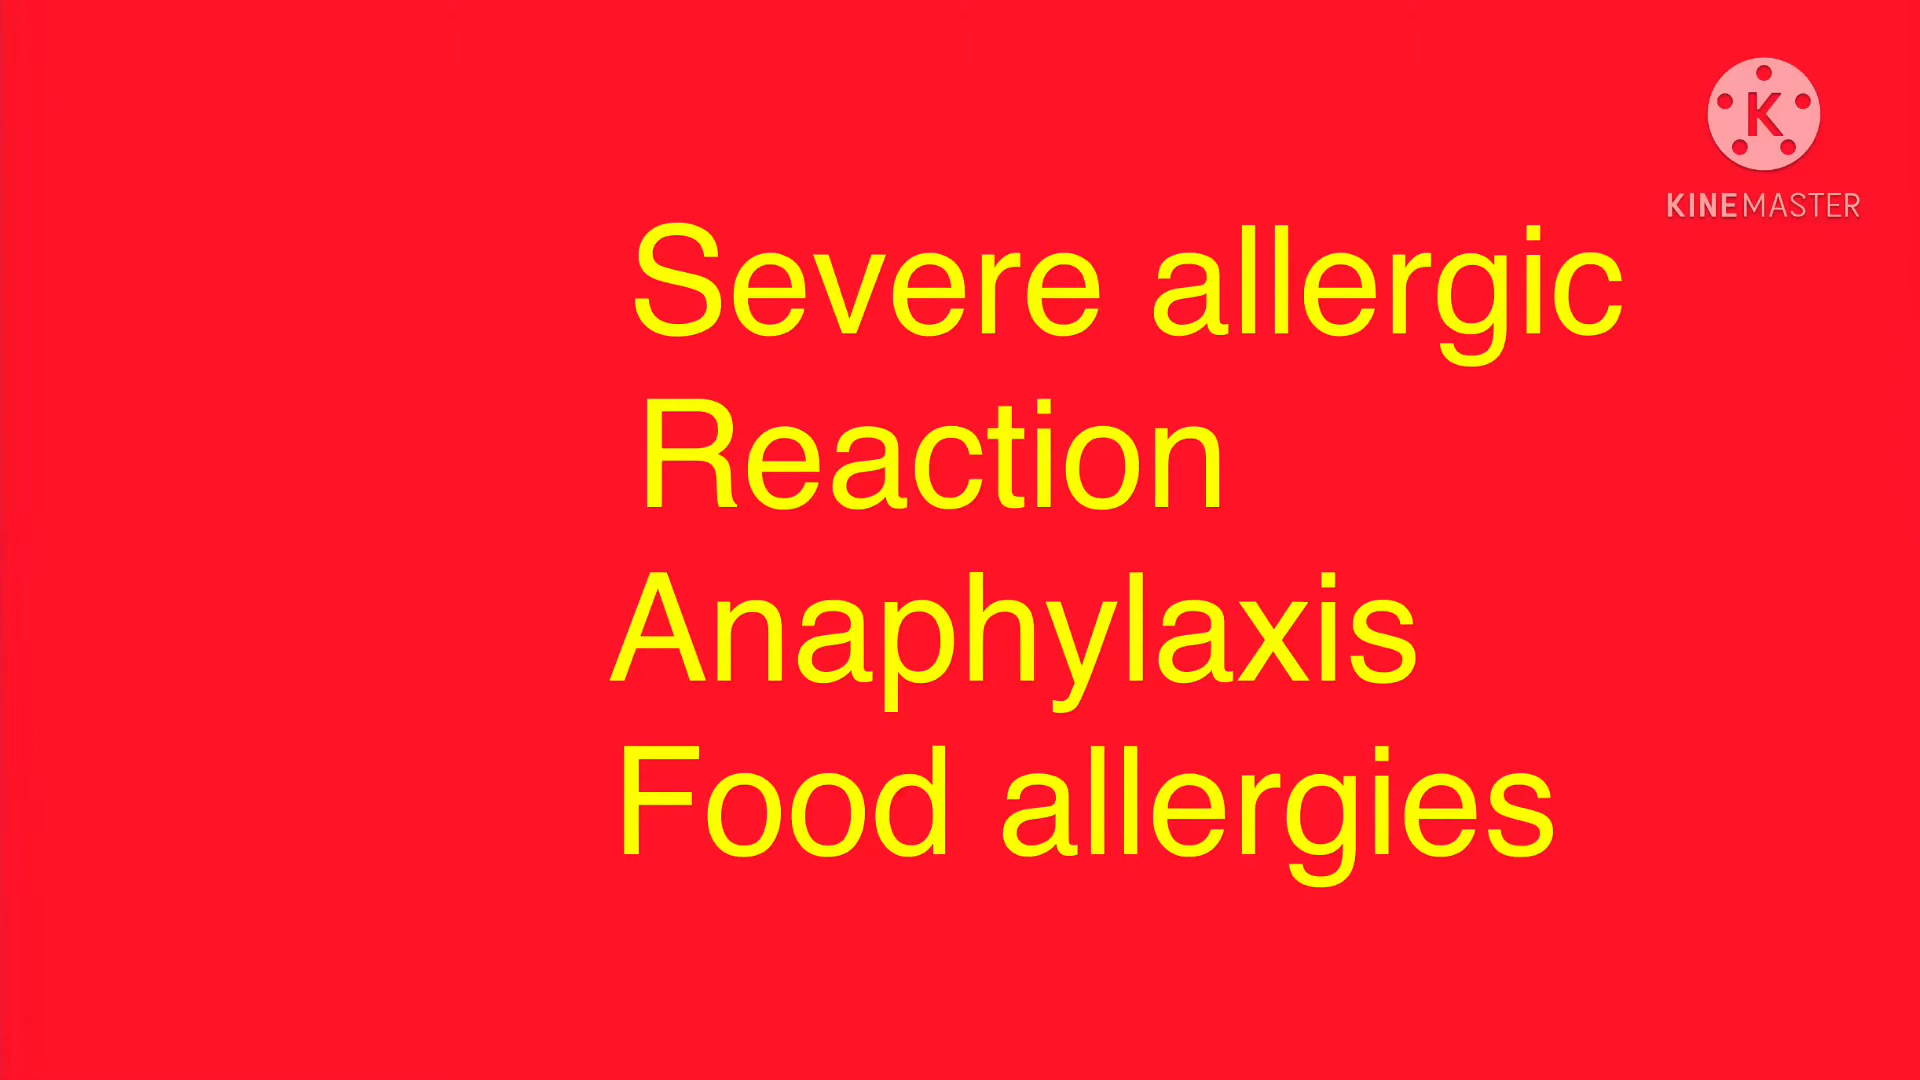 K
KINEMASTER
Severe allergic
Reaction
Anaphylaxis
Food allergies